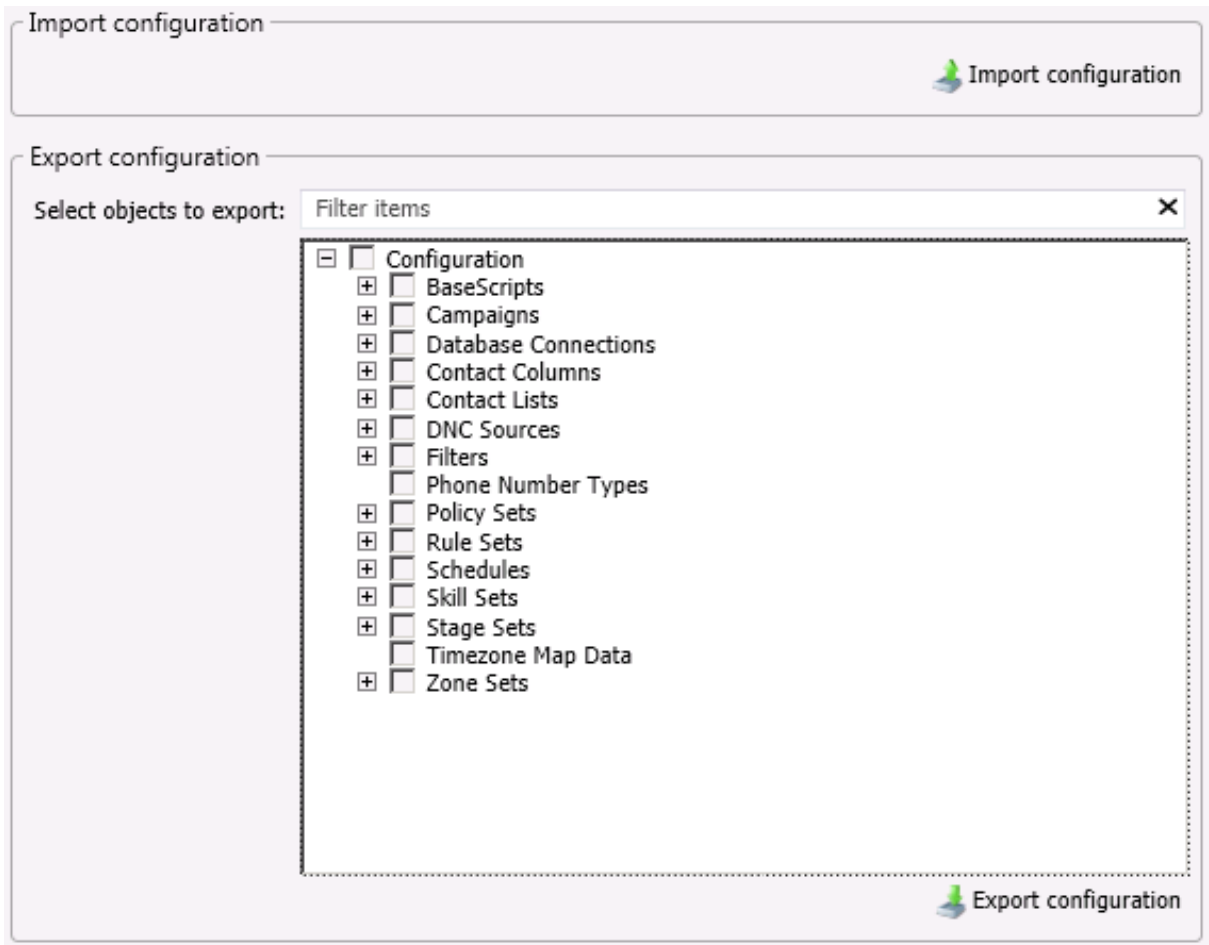 Import configuration
Import configuration
Export configuration
Select objects to export:
Filter items
Configuration
BaseScripts
Campaigns
Database Connections
Contact Columns
Contact Lists
DNC Sources
Filters
Phone Number Types
Policy Sets
Rule Sets
Schedules
Skill Sets
Stage Sets
Timezone Map Data
Zone Sets
Export configuration